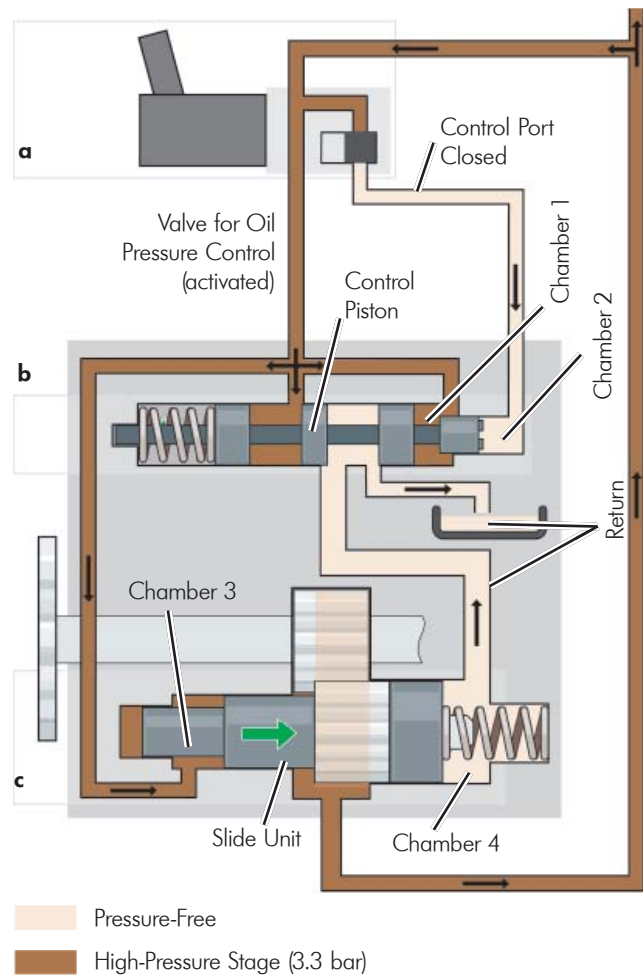 a
Control Port
Closed
Valve for Oil
Pressure Control
(activated)
Control
Piston
Chamber 1
Chamber 2
b
Return
Chamber 3
c
Slide Unit
Chamber 4
Pressure-Free
High-Pressure Stage (3.3 bar)